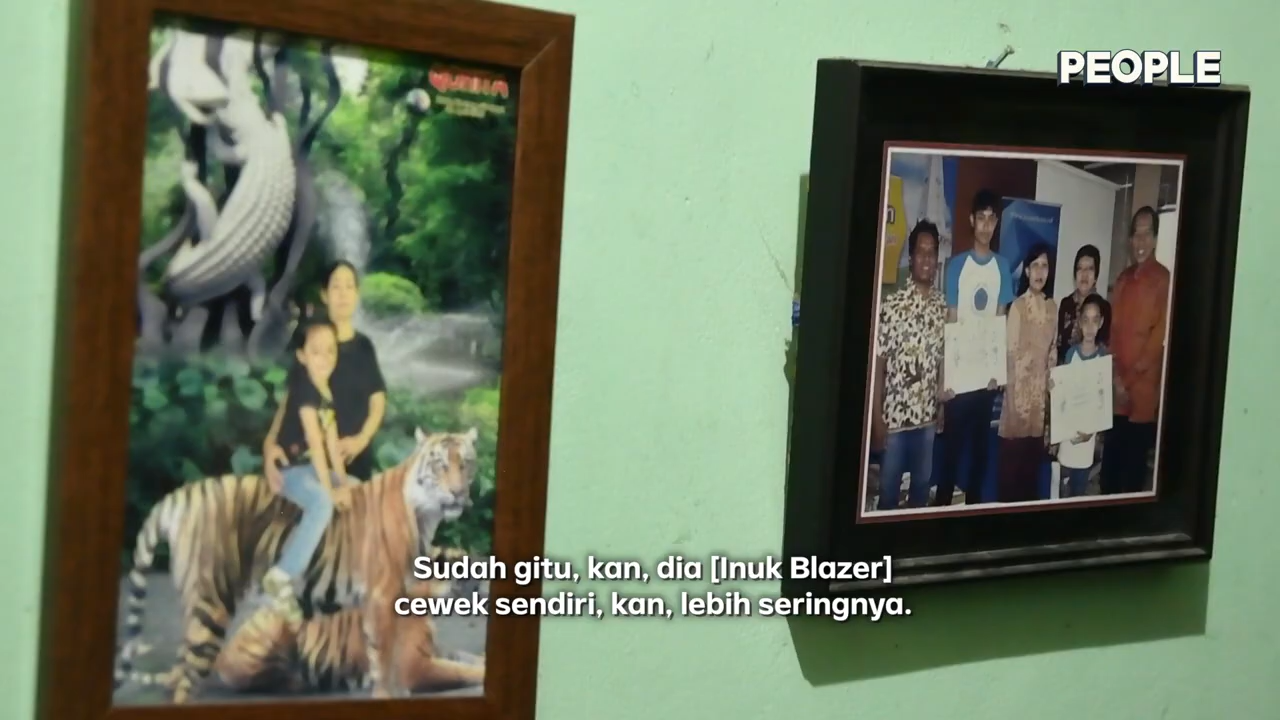 PEOPLE
Sudah gitu, kan, dia [Inuk Blazer]
cewek sendiri, kan, lebih seringnya.